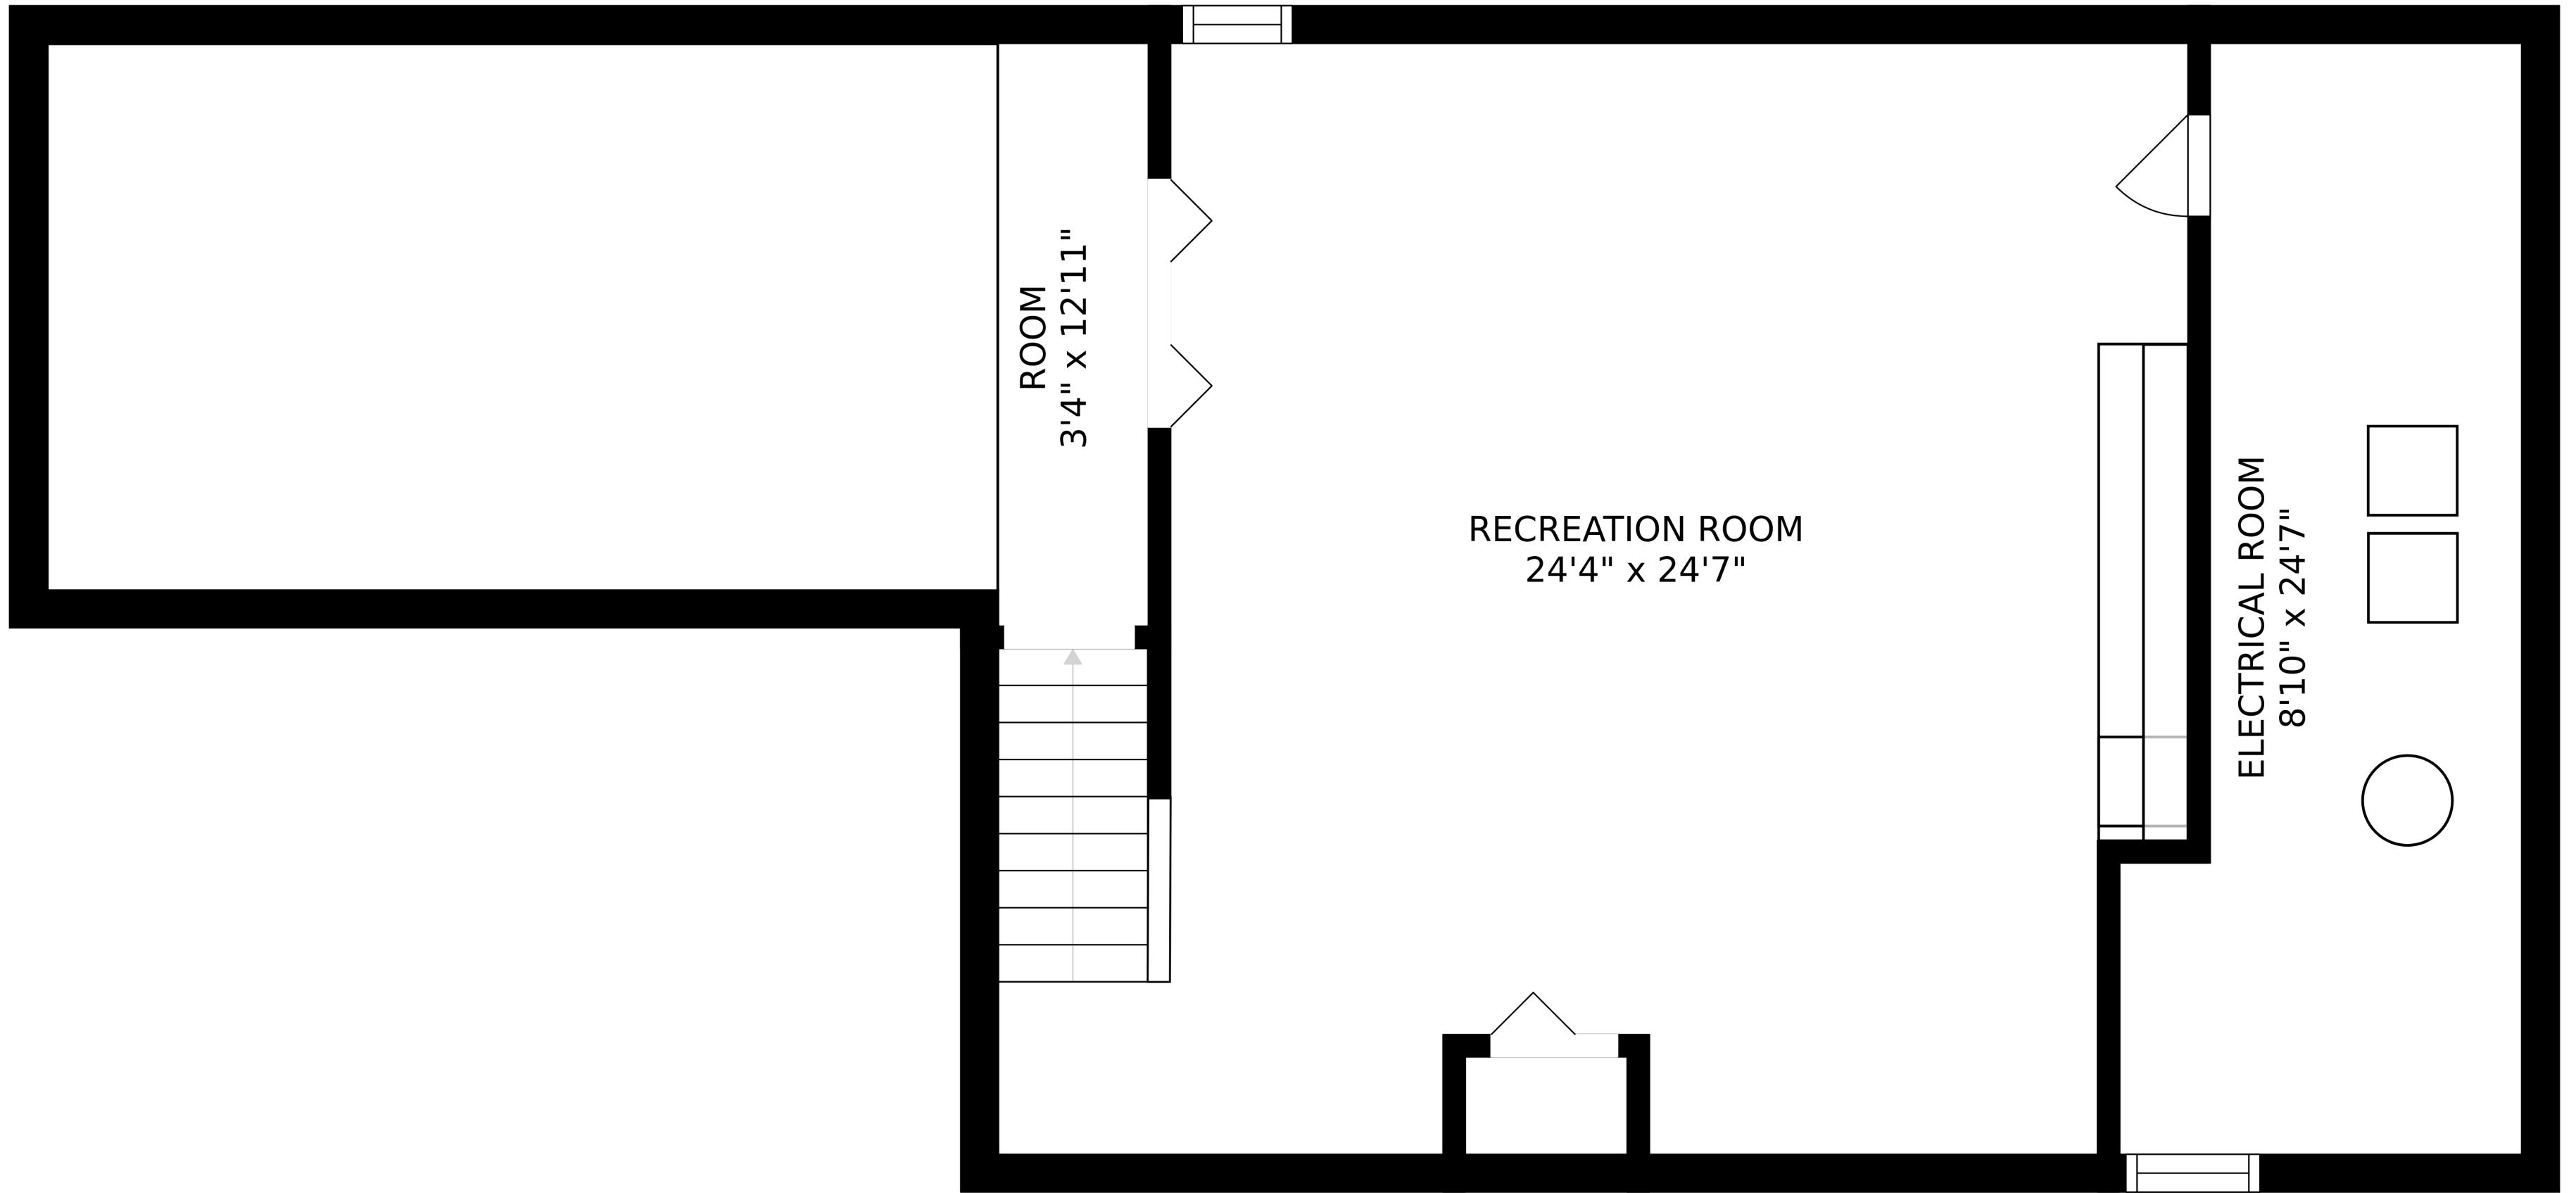 ROOM
3'4" x 12'11"
RECREATION ROOM
24'4" x 24'7"
ELECTRICAL ROOM
8'10" x 24'7"